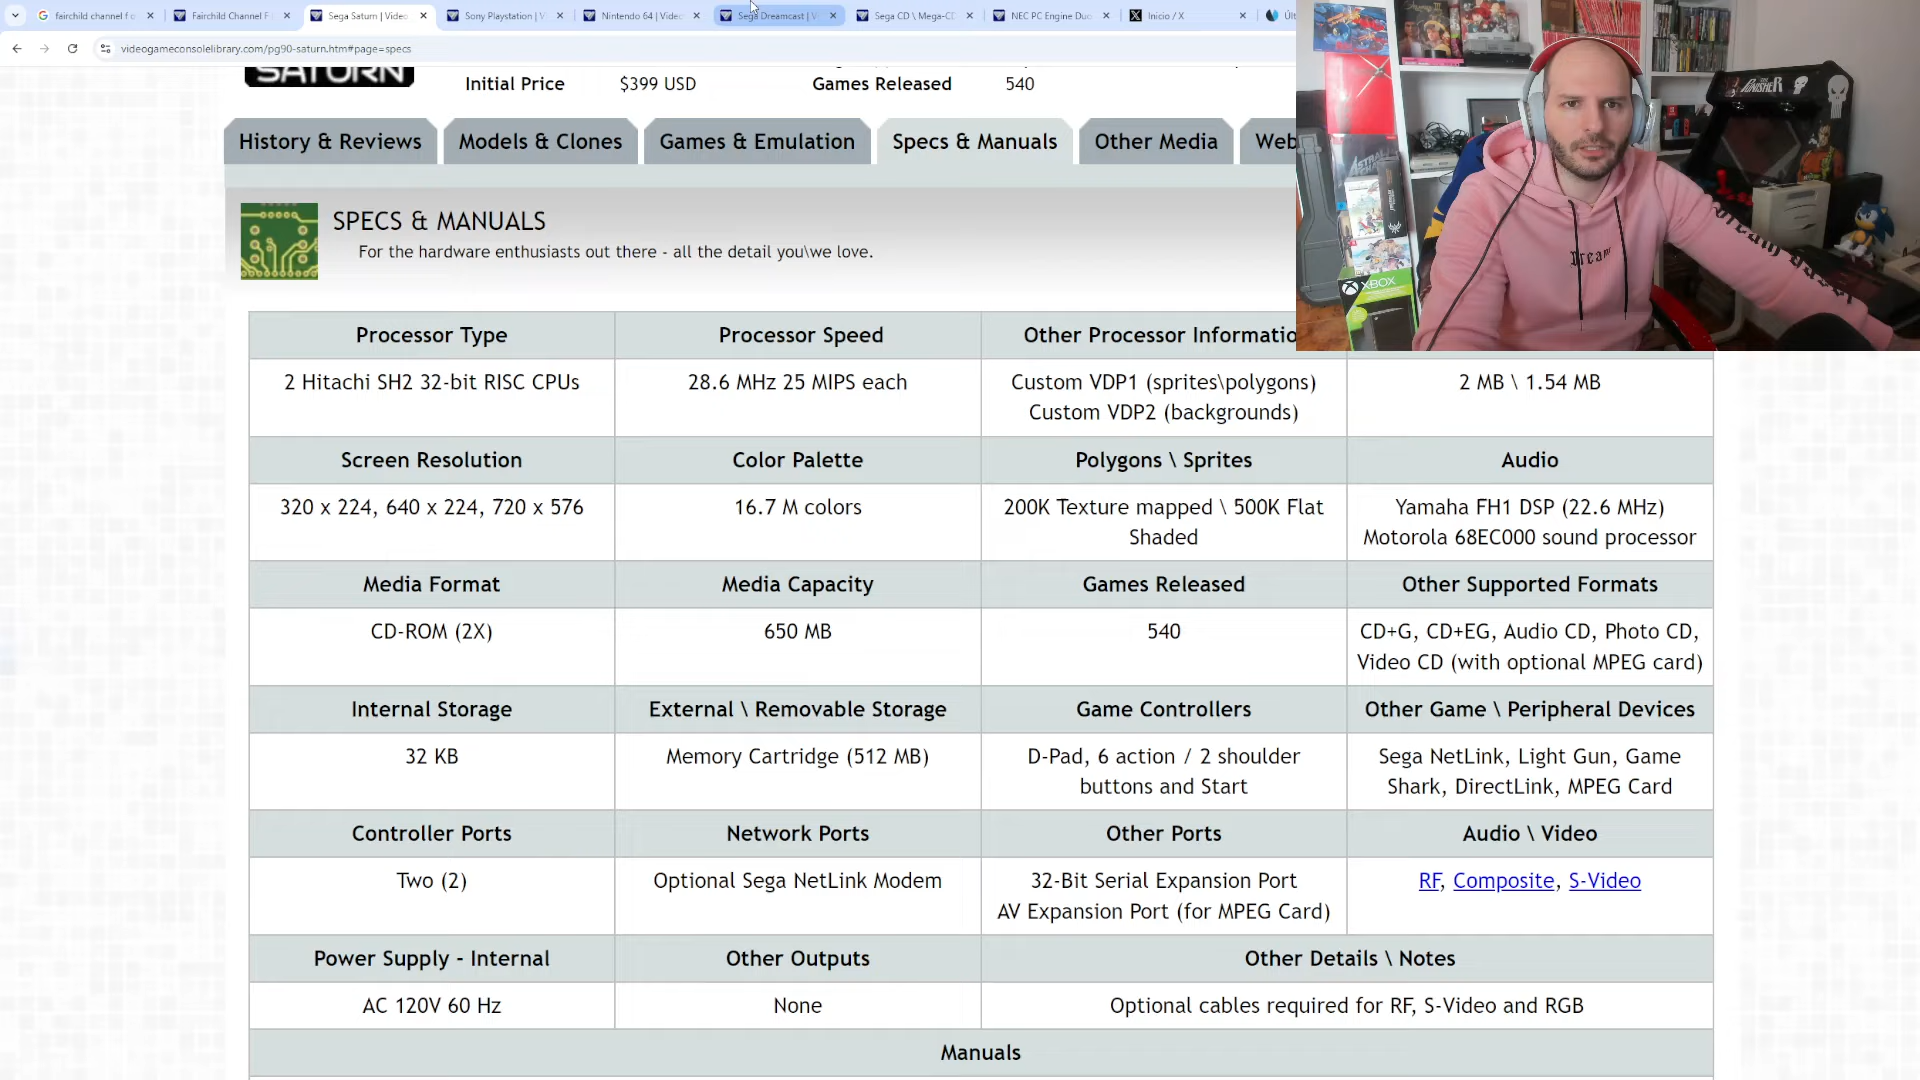 fairchild channel f o
Fairchild Channel F |
Sega Saturn | Video
Sony Playstation | V
Nintendo 64 | Video
Sega Dreamcast | V
Sega CD \ Mega-CD
NEC PC Engine Duo
Inicio / X
Últ
videogameconsolelibrary.com/pg90-saturn.htm#page=specs
SATURN
Initial Price $399 USD Games Released 540
History & Reviews Models & Clones Games & Emulation Specs & Manuals Other Media Web
SPECS & MANUALS
For the hardware enthusiasts out there - all the detail you\we love.
Processor Type Processor Speed Other Processor Informatio
2 Hitachi SH2 32-bit RISC CPUs 28.6 MHz 25 MIPS each Custom VDP1 (sprites\polygons) 2 MB \ 1.54 MB
Custom VDP2 (backgrounds)
Screen Resolution Color Palette Polygons \ Sprites Audio
320 x 224, 640 x 224, 720 x 576 16.7 M colors 200K Texture mapped \ 500K Flat Yamaha FH1 DSP (22.6 MHz)
Shaded Motorola 68EC000 sound processor
Media Format Media Capacity Games Released Other Supported Formats
CD-ROM (2X) 650 MB 540 CD+G, CD+EG, Audio CD, Photo CD,
Video CD (with optional MPEG card)
Internal Storage External \ Removable Storage Game Controllers Other Game \ Peripheral Devices
32 KB Memory Cartridge (512 MB) D-Pad, 6 action / 2 shoulder Sega NetLink, Light Gun, Game
buttons and Start Shark, DirectLink, MPEG Card
Controller Ports Network Ports Other Ports Audio \ Video
Two (2) Optional Sega NetLink Modem 32-Bit Serial Expansion Port RF, Composite, S-Video
AV Expansion Port (for MPEG Card)
Power Supply - Internal Other Outputs Other Details \ Notes
AC 120V 60 Hz None Optional cables required for RF, S-Video and RGB
Manuals
PUNISHER
XBOX
Dream